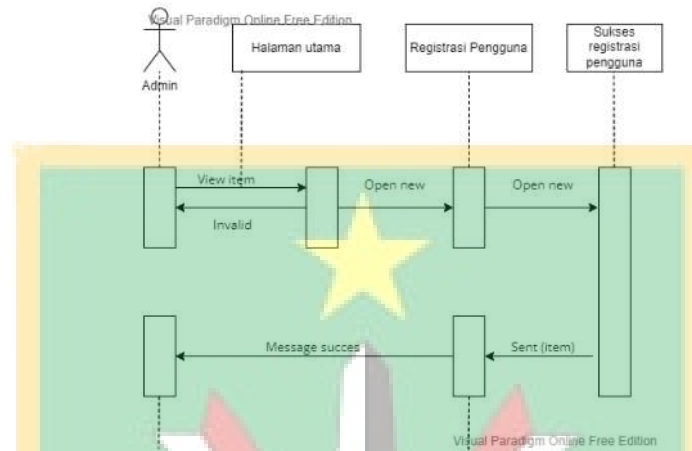 Visual Paradigm Online Free Edition
Halaman utama
Registrasi Pengguna
Sukses
registrasi
pengguna
Admin
View item
Open new
Open new
Invalid
Message succes
Sent (item)
Visual Paradigm Online Free Edition